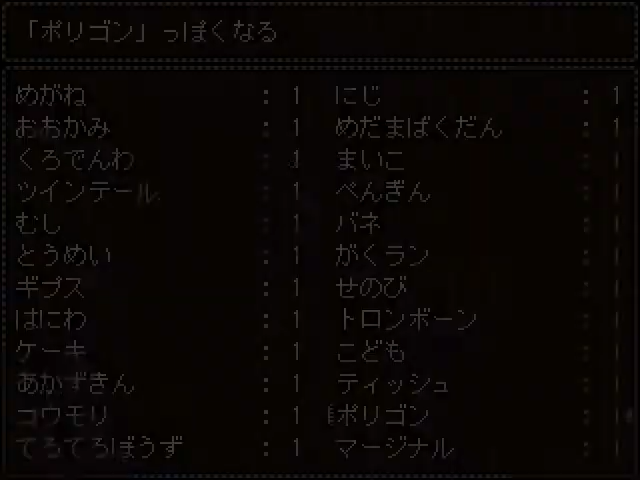 「ポリゴン」っぽくなる
めがね : 1 にじ : 1
おおかみ : 1 めだまばくだん : 1
くろでんわ : 1 まいこ : 1
ツインテール : 1 ぺんぎん : 1
むし : 1 バネ : 1
とうめい : 1 がくラン : 1
ギプス : 1 せのび : 1
はにわ : 1 トロンボーン : 1
ケーキ : 1 こども : 1
あかずきん : 1 ティッシュ : 1
コウモリ : 1 ポリゴン : 1
てるてるぼうず : 1 マージナル : 1